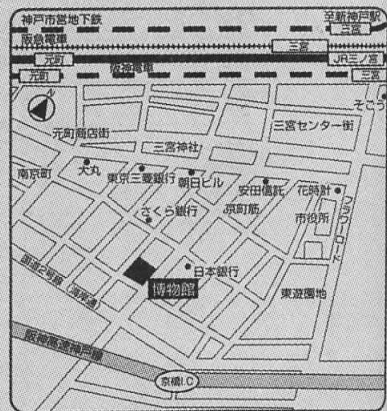 神戸市営地下鉄
至新神戸駅
三宮
阪急電車
三宮
元町
JR三ノ宮
元町
阪神電車
三宮
N
そごう
元町商店街
三宮センター街
三宮神社
南京町
大丸
東京三菱銀行
朝日ビル
安田信託
花時計
さくら銀行
京町筋
市役所
フラワーロード
日本銀行
博物館
東遊園地
国道2号線(海岸通)
阪神高速神戸線
京橋I.C